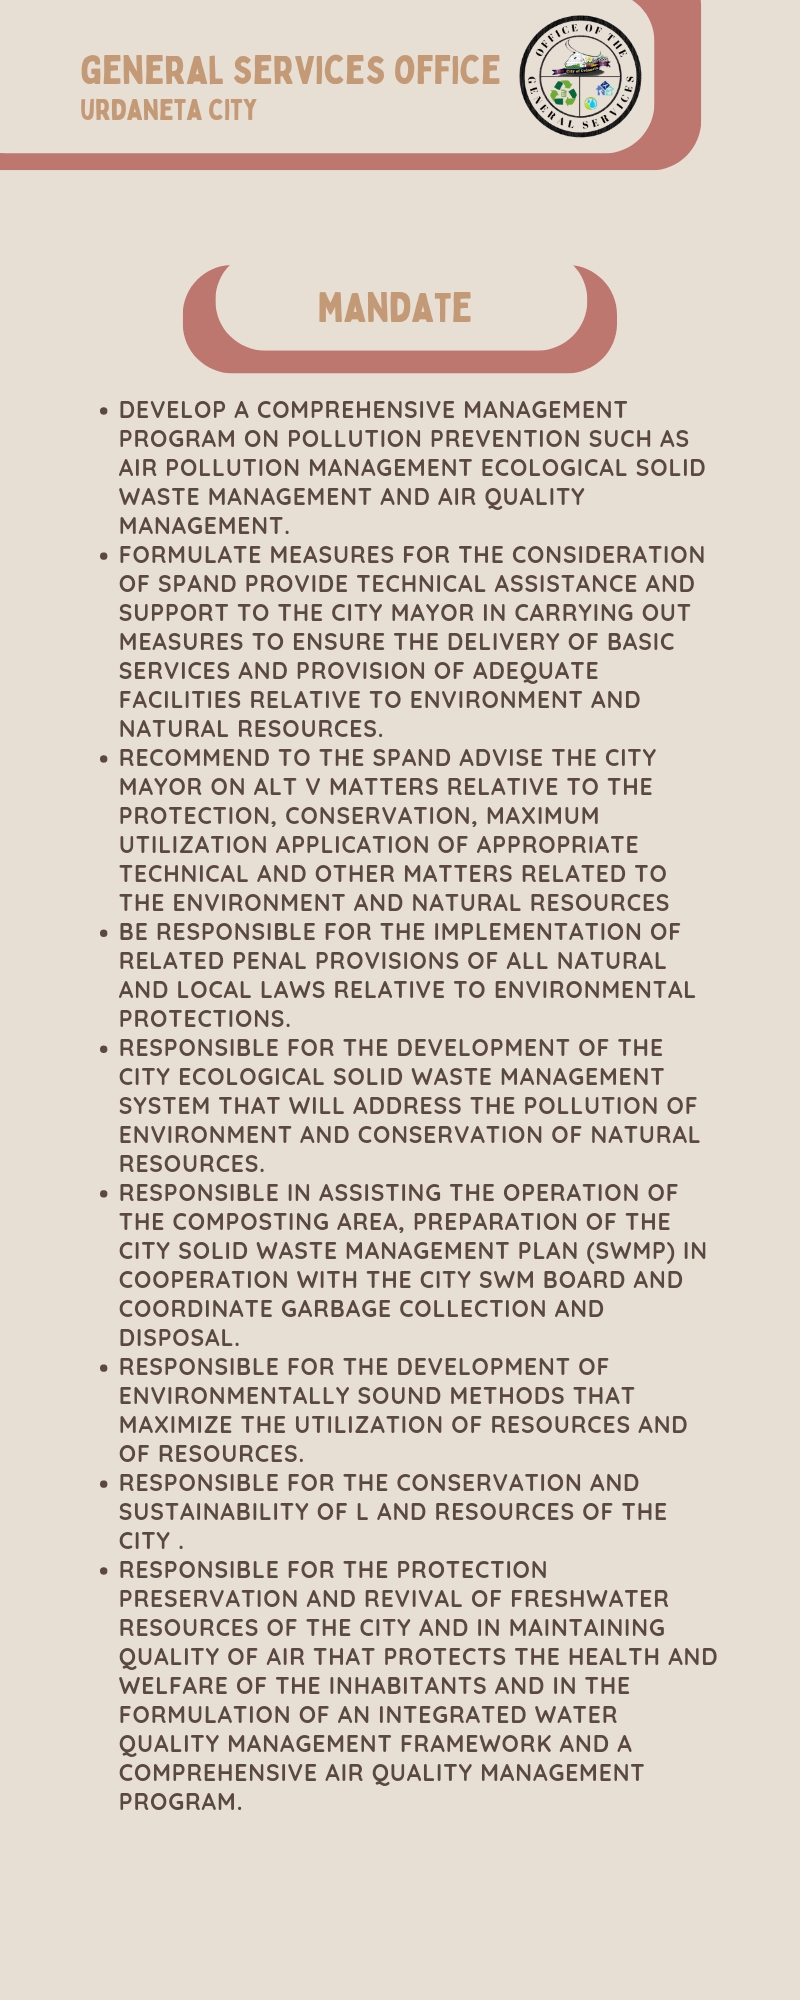 GENERAL SERVICES OFFICE
URDANETA CITY
OFFICE OF THE
GENERAL SERVICES
MANDATE
• DEVELOP A COMPREHENSIVE MANAGEMENT
PROGRAM ON POLLUTION PREVENTION SUCH AS
AIR POLLUTION MANAGEMENT ECOLOGICAL SOLID
WASTE MANAGEMENT AND AIR QUALITY
MANAGEMENT.
• FORMULATE MEASURES FOR THE CONSIDERATION
OF SPAND PROVIDE TECHNICAL ASSISTANCE AND
SUPPORT TO THE CITY MAYOR IN CARRYING OUT
MEASURES TO ENSURE THE DELIVERY OF BASIC
SERVICES AND PROVISION OF ADEQUATE
FACILITIES RELATIVE TO ENVIRONMENT AND
NATURAL RESOURCES.
• RECOMMEND TO THE SPAND ADVISE THE CITY
MAYOR ON ALT V MATTERS RELATIVE TO THE
PROTECTION, CONSERVATION, MAXIMUM
UTILIZATION APPLICATION OF APPROPRIATE
TECHNICAL AND OTHER MATTERS RELATED TO
THE ENVIRONMENT AND NATURAL RESOURCES
• BE RESPONSIBLE FOR THE IMPLEMENTATION OF
RELATED PENAL PROVISIONS OF ALL NATURAL
AND LOCAL LAWS RELATIVE TO ENVIRONMENTAL
PROTECTIONS.
• RESPONSIBLE FOR THE DEVELOPMENT OF THE
CITY ECOLOGICAL SOLID WASTE MANAGEMENT
SYSTEM THAT WILL ADDRESS THE POLLUTION OF
ENVIRONMENT AND CONSERVATION OF NATURAL
RESOURCES.
• RESPONSIBLE IN ASSISTING THE OPERATION OF
THE COMPOSTING AREA, PREPARATION OF THE
CITY SOLID WASTE MANAGEMENT PLAN (SWMP) IN
COOPERATION WITH THE CITY SWM BOARD AND
COORDINATE GARBAGE COLLECTION AND
DISPOSAL.
• RESPONSIBLE FOR THE DEVELOPMENT OF
ENVIRONMENTALLY SOUND METHODS THAT
MAXIMIZE THE UTILIZATION OF RESOURCES AND
OF RESOURCES.
• RESPONSIBLE FOR THE CONSERVATION AND
SUSTAINABILITY OF L AND RESOURCES OF THE
CITY .
• RESPONSIBLE FOR THE PROTECTION
PRESERVATION AND REVIVAL OF FRESHWATER
RESOURCES OF THE CITY AND IN MAINTAINING
QUALITY OF AIR THAT PROTECTS THE HEALTH AND
WELFARE OF THE INHABITANTS AND IN THE
FORMULATION OF AN INTEGRATED WATER
QUALITY MANAGEMENT FRAMEWORK AND A
COMPREHENSIVE AIR QUALITY MANAGEMENT
PROGRAM.